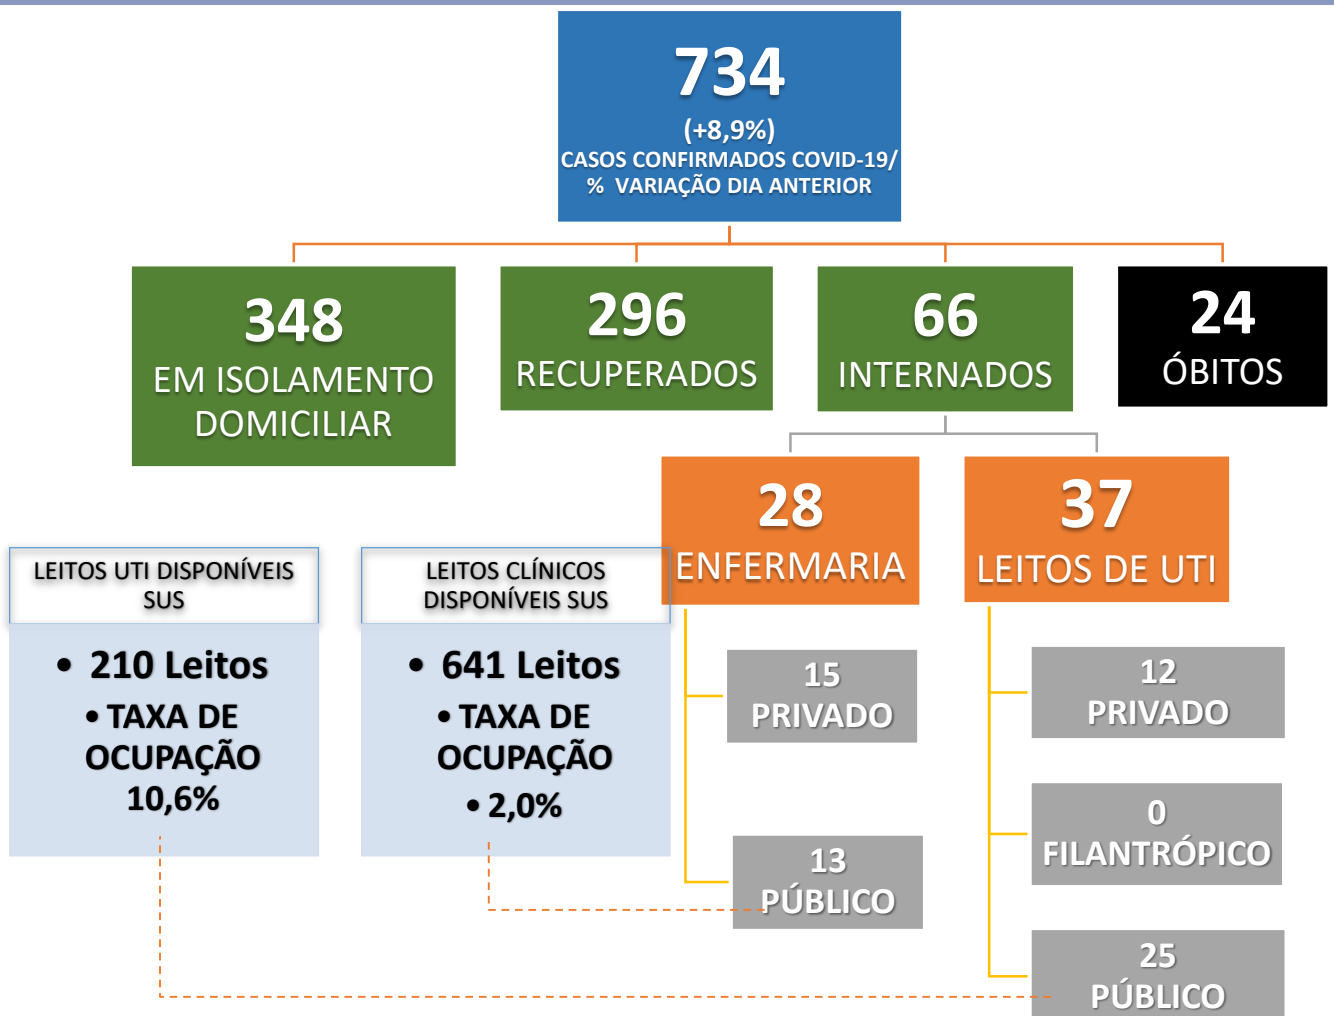 734
(+8,9%)
CASOS CONFIRMADOS COVID-19/
% VARIAÇÃO DIA ANTERIOR
348
EM ISOLAMENTO
DOMICILIAR
296
RECUPERADOS
66
INTERNADOS
24
ÓBITOS
28
ENFERMARIA
37
LEITOS DE UTI
LEITOS UTI DISPONÍVEIS
SUS
• 210 Leitos
• TAXA DE
OCUPAÇÃO
10,6%
LEITOS CLÍNICOS
DISPONÍVEIS SUS
• 641 Leitos
• TAXA DE
OCUPAÇÃO
• 2,0%
15
PRIVADO
13
PÚBLICO
12
PRIVADO
0
FILANTRÓPICO
25
PÚBLICO